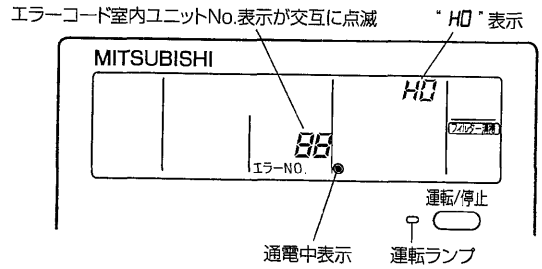 エラーコード室内ユニットNo.表示が交互に点滅
“HO”表示
MITSUBISHI
HO
フィルター清掃
88
エラーNO.
運転/停止
通電中表示
運転ランプ